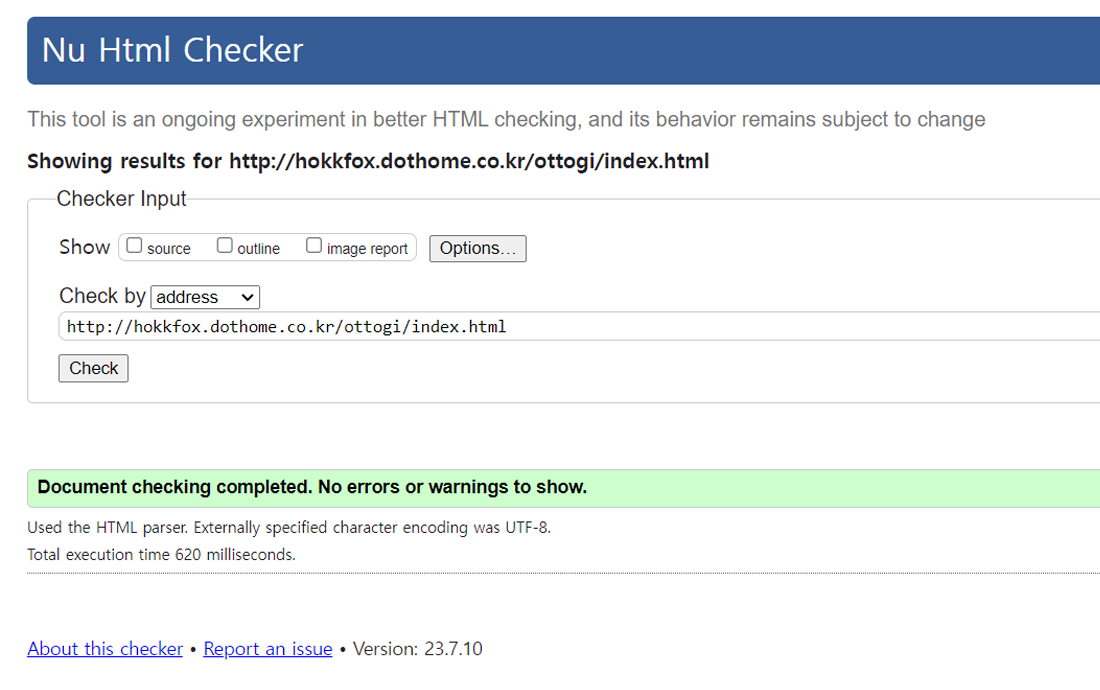 Nu Html Checker
This tool is an ongoing experiment in better HTML checking, and its behavior remains subject to change
Showing results for http://hokkfox.dothome.co.kr/ottogi/index.html
Checker Input
Show source outline image report Options...
Check by address
http://hokkfox.dothome.co.kr/ottogi/index.html
Check
Document checking completed. No errors or warnings to show.
Used the HTML parser. Externally specified character encoding was UTF-8.
Total execution time 620 milliseconds.
About this checker • Report an issue • Version: 23.7.10